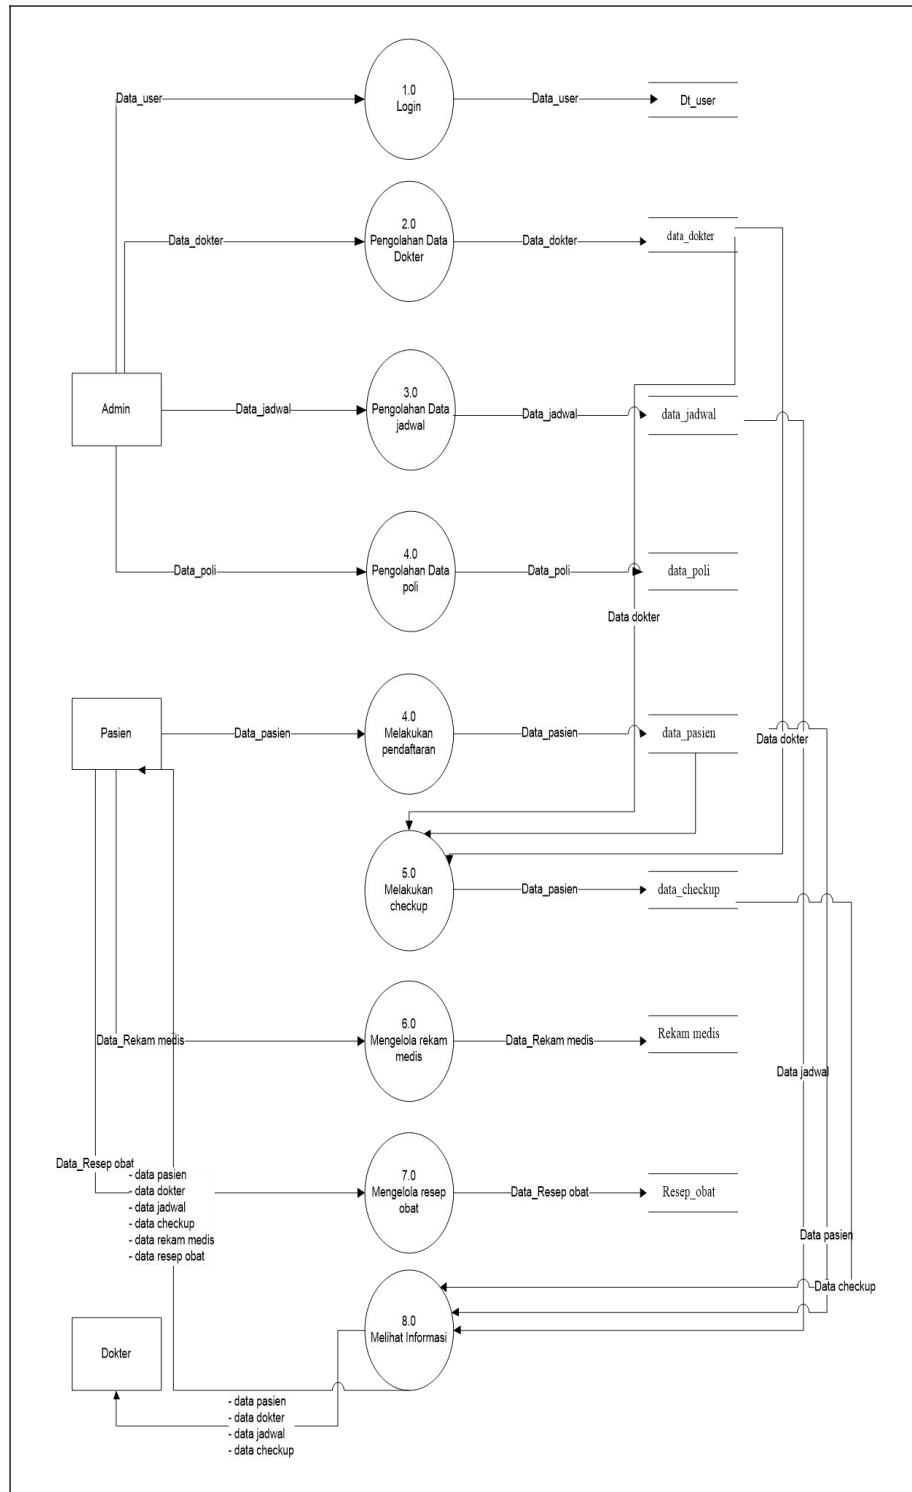 1.0
Login
Data_user
Data_user
Dt_user
2.0
Pengolahan Data
Dokter
Data_dokter
Data_dokter
data_dokter
Admin
3.0
Pengolahan Data
jadwal
Data_jadwal
Data_jadwal
data_jadwal
4.0
Pengolahan Data
poli
Data_poli
Data_poli
data_poli
Data dokter
Pasien
4.0
Melakukan
pendaftaran
Data_pasien
Data_pasien
data_pasien
Data dokter
5.0
Melakukan
checkup
Data_pasien
data_checkup
6.0
Mengelola rekam
medis
Data_Rekam medis
Data_Rekam medis
Rekam medis
Data jadwal
Data_Resep obat
- data pasien
- data dokter
- data jadwal
- data checkup
- data rekam medis
- data resep obat
7.0
Mengelola resep
obat
Data_Resep obat
Resep_obat
Data pasien
Data checkup
8.0
Melihat Informasi
Dokter
- data pasien
- data dokter
- data jadwal
- data checkup